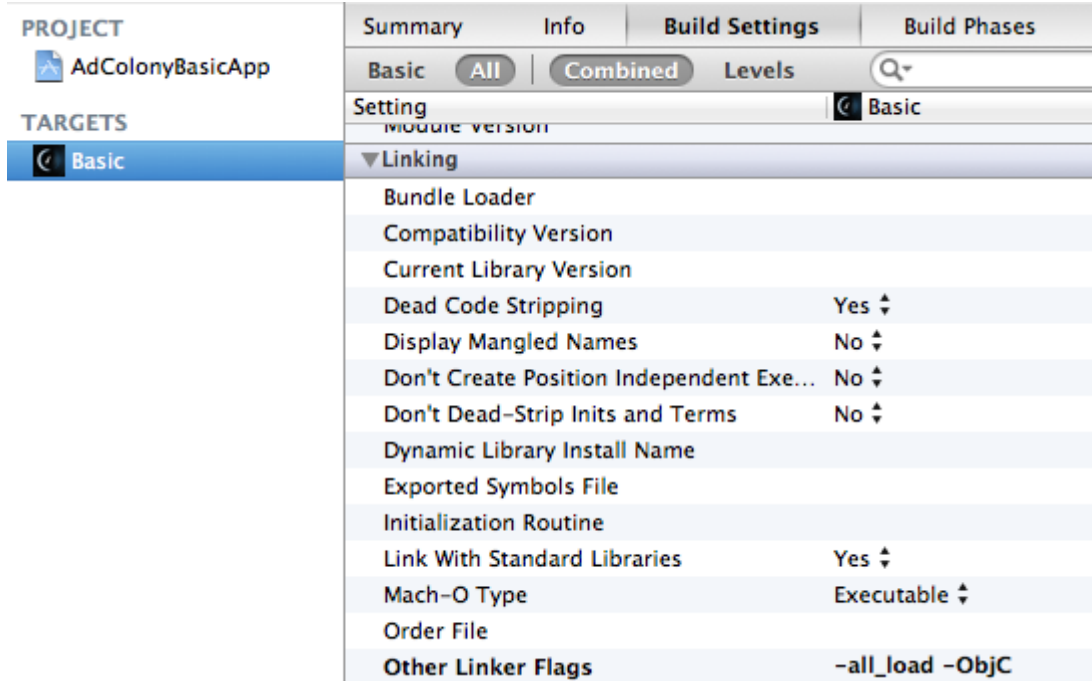 PROJECT
AdColonyBasicApp
TARGETS
Basic
Summary Info Build Settings Build Phases
Basic All Combined Levels
Setting Basic
Module Version
Linking
Bundle Loader
Compatibility Version
Current Library Version
Dead Code Stripping Yes
Display Mangled Names No
Don't Create Position Independent Exe... No
Don't Dead-Strip Inits and Terms No
Dynamic Library Install Name
Exported Symbols File
Initialization Routine
Link With Standard Libraries Yes
Mach-O Type Executable
Order File
Other Linker Flags -all_load -ObjC